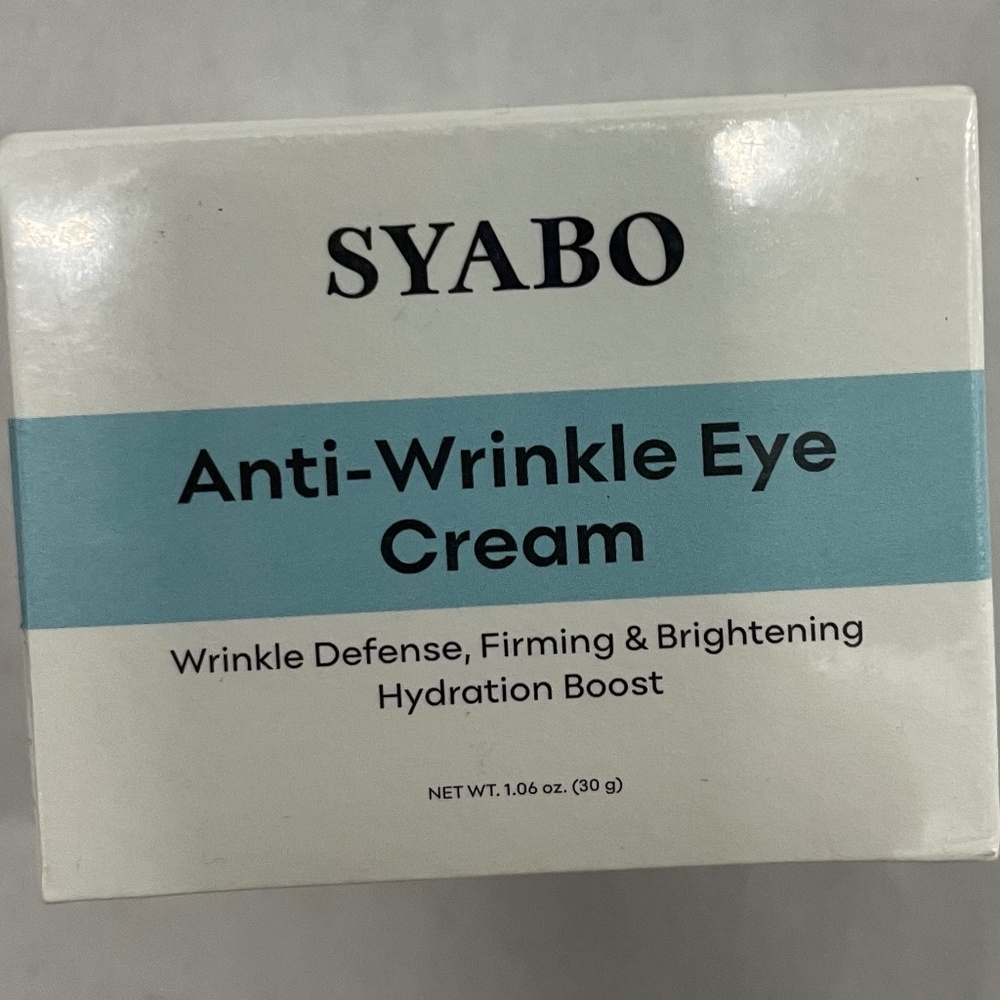 SYABO
Anti-Wrinkle Eye
Cream
Wrinkle Defense, Firming & Brightening
Hydration Boost
NET WT. 1.06 oz. (30 g)